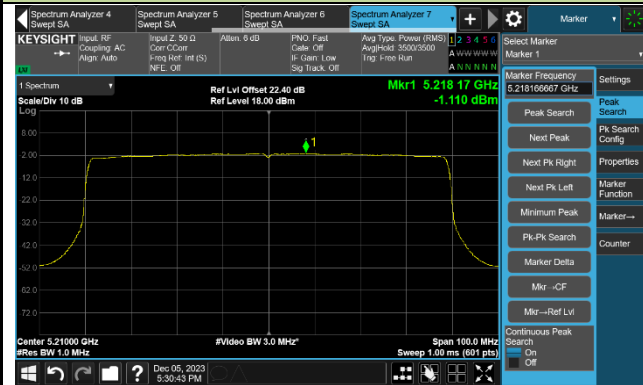 Spectrum Analyzer 4
Swept SA
Spectrum Analyzer 5
Swept SA
Spectrum Analyzer 6
Swept SA
Spectrum Analyzer 7
Swept SA
Marker
KEYSIGHT
Input: RF
Coupling: AC
Align: Auto
Input Z: 50 Ω
Corr CCorr
Freq Ref: Int (S)
NFE: Off
Atten: 6 dB
PNO: Fast
Gate: Off
IF Gain: Low
Sig Track: Off
Avg Type: Power (RMS)
Avg|Hold: 3500/3500
Trig: Free Run
1 2 3 4 5 6
A W W W W W
A N N N N N
LXI
Select Marker
Marker 1
Marker Frequency
5.218166667 GHz
Settings
Peak Search
Next Peak
Next Pk Right
Next Pk Left
Minimum Peak
Pk-Pk Search
Marker Delta
Mkr→CF
Mkr→Ref Lvl
Continuous Peak
Search
On
Off
Peak
Search
Pk Search
Config
Properties
Marker
Function
Marker→
Counter
1 Spectrum
Scale/Div 10 dB
Log
Ref Lvl Offset 22.40 dB
Ref Level 18.00 dBm
Mkr1 5.218 17 GHz
-1.110 dBm
1
8.00
-2.00
-12.0
-22.0
-32.0
-42.0
-52.0
-62.0
-72.0
Center 5.21000 GHz
#Res BW 1.0 MHz
#Video BW 3.0 MHz*
Span 100.0 MHz
Sweep 1.00 ms (601 pts)
?
Dec 05, 2023
5:30:43 PM